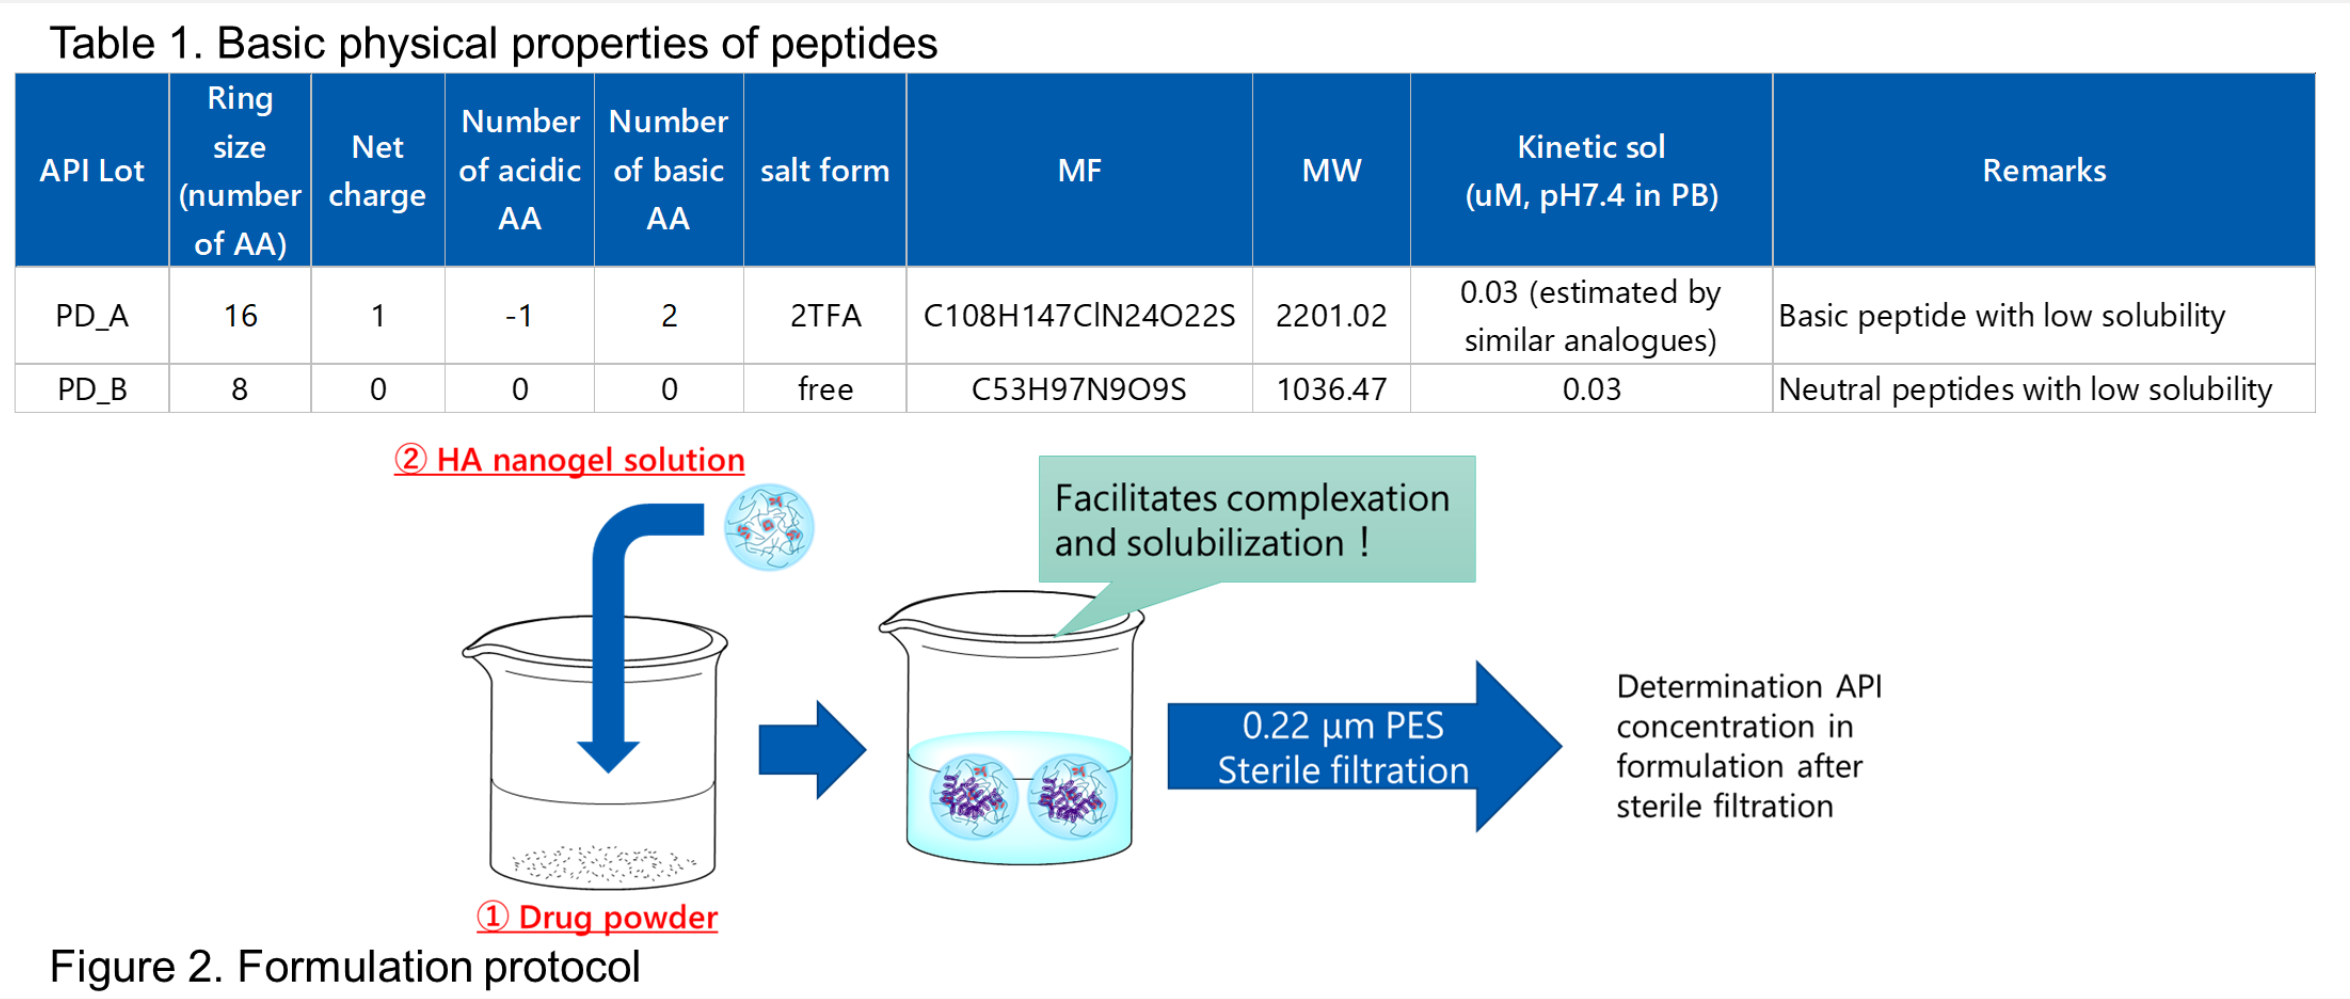 Table 1. Basic physical properties of peptides
API Lot
Ring
size
(number
of AA)
Net
charge
Number
of acidic
AA
Number
of basic
AA
salt form
MF
MW
Kinetic sol
(uM, pH7.4 in PB)
Remarks
PD_A
16
1
-1
2
2TFA
C108H147ClN24O22S
2201.02
0.03 (estimated by
similar analogues)
Basic peptide with low solubility
PD_B
8
0
0
0
free
C53H97N9O9S
1036.47
0.03
Neutral peptides with low solubility
② HA nanogel solution
Facilitates complexation
and solubilization！
0.22 μm PES
Sterile filtration
Determination API
concentration in
formulation after
sterile filtration
① Drug powder
Figure 2. Formulation protocol